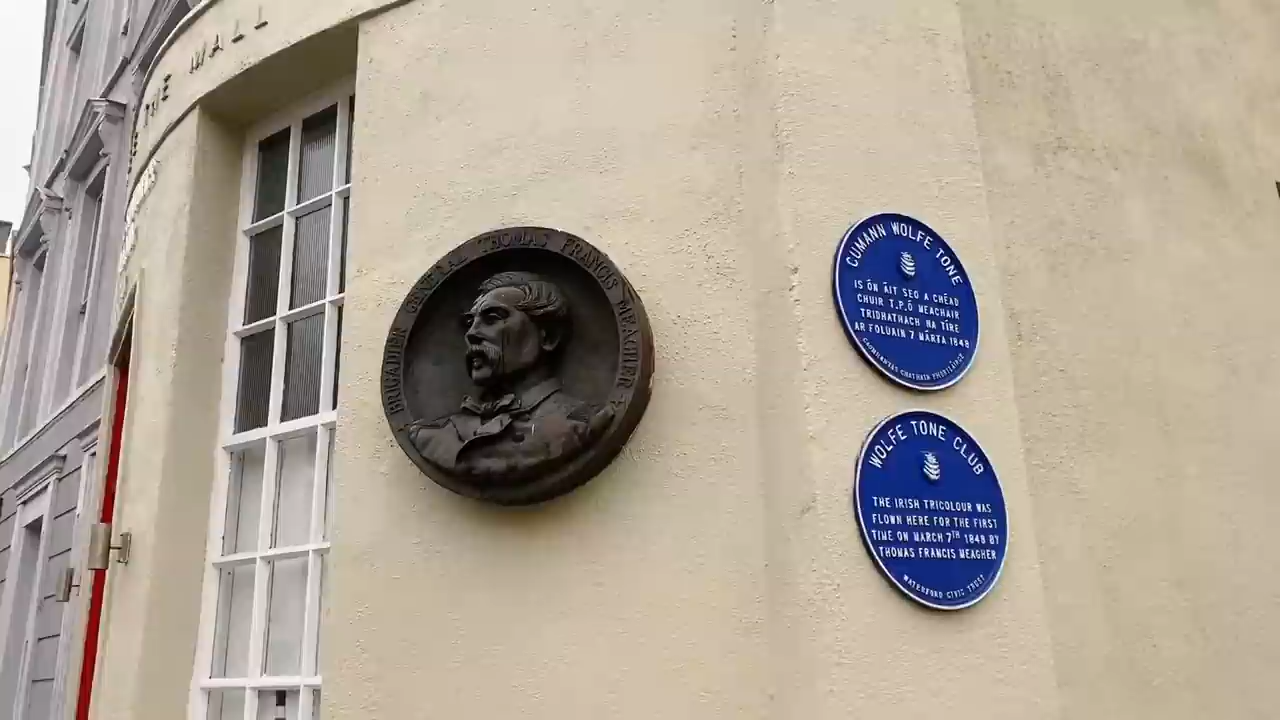 THE MALL
BRIGADIER GENERAL THOMAS FRANCIS MEAGHER
CUMANN WOLFE TONE
IS ÓN ÁIT SEO A CHÉAD
CHUIR T.P.Ó MEACHAIR
TRIDHATHACH NA TÍRE
AR FOLUAIN 7 MÁRTA 1848
WOLFE TONE CLUB
THE IRISH TRICOLOUR WAS
FLOWN HERE FOR THE FIRST
TIME ON MARCH 7TH 1848 BY
THOMAS FRANCIS MEAGHER
WATERFORD CIVIC TRUST